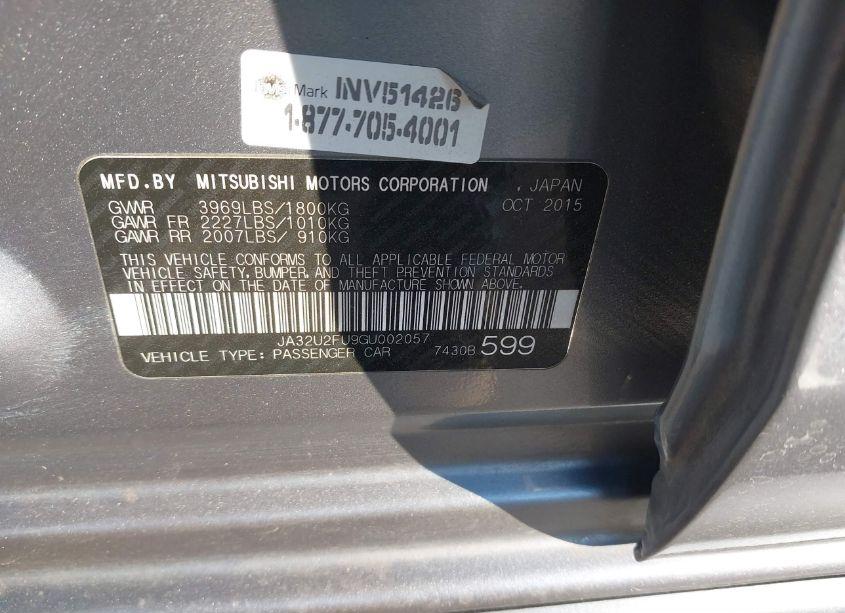 Mark INV51426
1-877-705-4001
MFD.BY MITSUBISHI MOTORS CORPORATION , JAPAN
GVWR 3969LBS/1800KG OCT 2015
GAWR FR 2227LBS/1010KG
GAWR RR 2007LBS/ 910KG
THIS VEHICLE CONFORMS TO ALL APPLICABLE FEDERAL MOTOR
VEHICLE SAFETY, BUMPER, AND THEFT PREVENTION STANDARDS
IN EFFECT ON THE DATE OF MANUFACTURE SHOWN ABOVE.
JA32U2FU9GU002057
VEHICLE TYPE: PASSENGER CAR 7430B 599